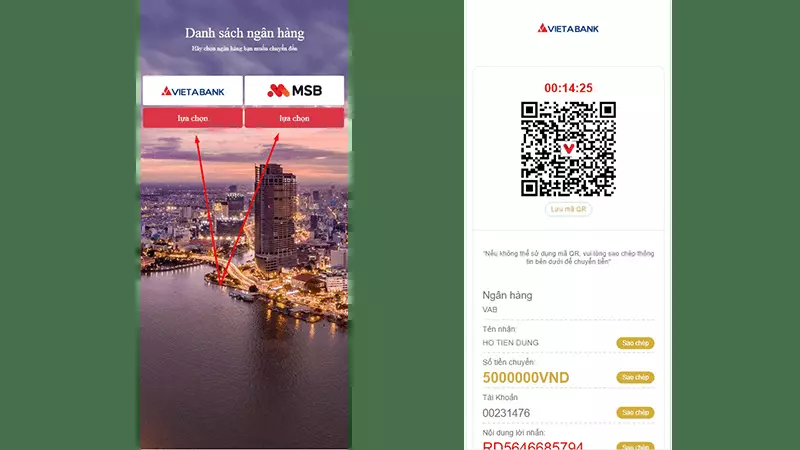 Danh sách ngân hàng
Hãy chọn ngân hàng bạn muốn chuyển đến
VIETABANK
MSB
lựa chọn
lựa chọn
VIETABANK
00:14:25
Lưu mã QR
"Nếu không thể sử dụng mã QR, vui lòng sao chép thông
tin bên dưới để chuyển tiền"
Ngân hàng
VAB
Tên nhận:
HO TIEN DUNG
Sao chép
Số tiền chuyển:
5000000VND
Sao chép
Tài Khoản
00231476
Sao chép
Nội dung lời nhắn:
RD5646685794
Sao chép